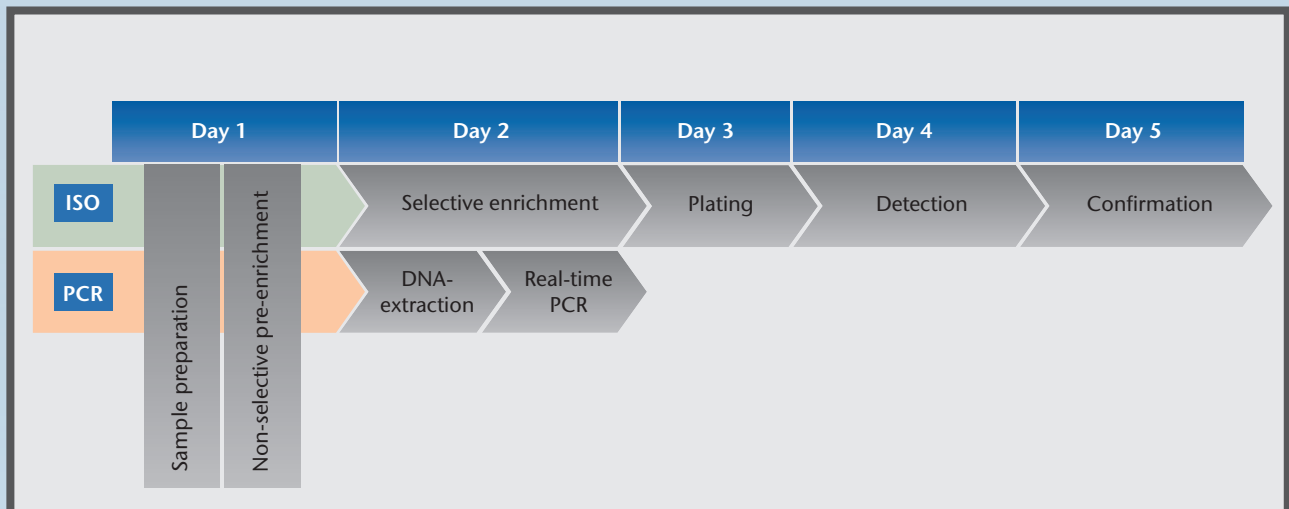 Day 1
Day 2
Day 3
Day 4
Day 5
ISO
Selective enrichment
Plating
Detection
Confirmation
PCR
DNA-
extraction
Real-time
PCR
Sample preparation
Non-selective pre-enrichment